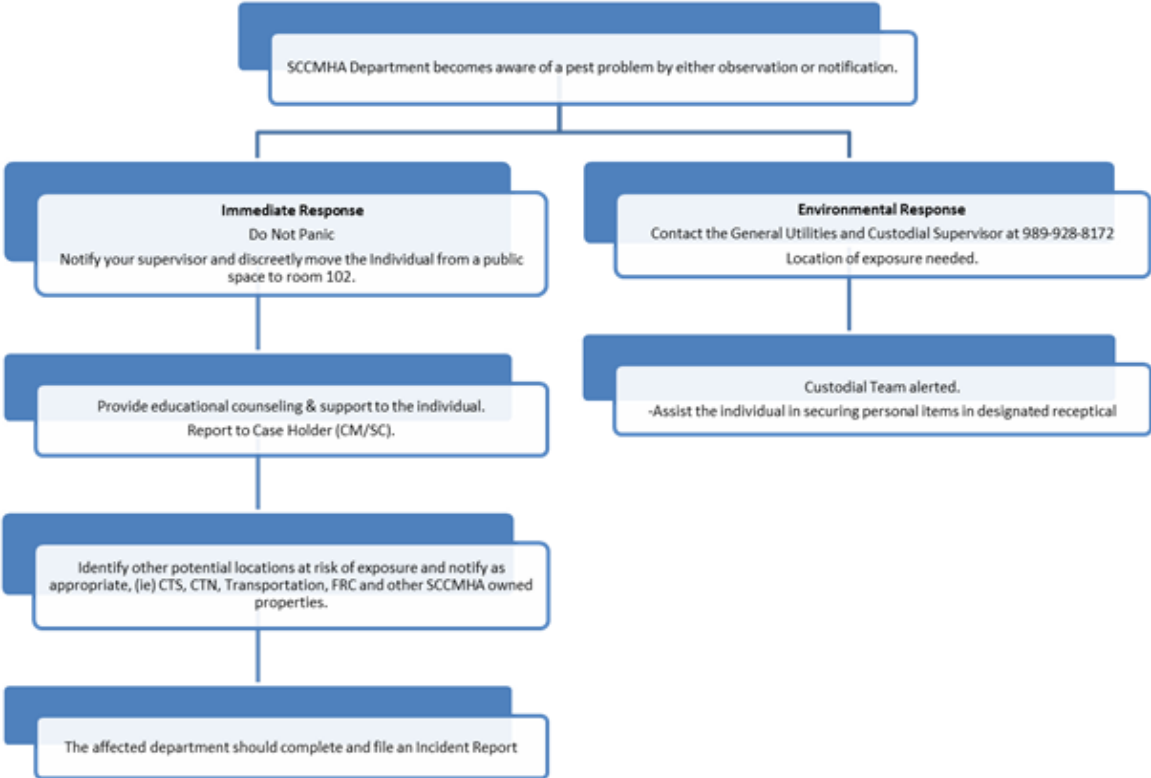 SCCMHA Department becomes aware of a pest problem by either observation or notification.
Immediate Response
Do Not Panic
Notify your supervisor and discreetly move the Individual from a public
space to room 102.
Environmental Response
Contact the General Utilities and Custodial Supervisor at 989-928-8172
Location of exposure needed.
Provide educational counseling & support to the individual.
Report to Case Holder (CM/SC).
Custodial Team alerted.
-Assist the individual in securing personal items in designated receptical
Identify other potential locations at risk of exposure and notify as
appropriate, (ie) CTS, CTN, Transportation, FRC and other SCCMHA owned
properties.
The affected department should complete and file an Incident Report